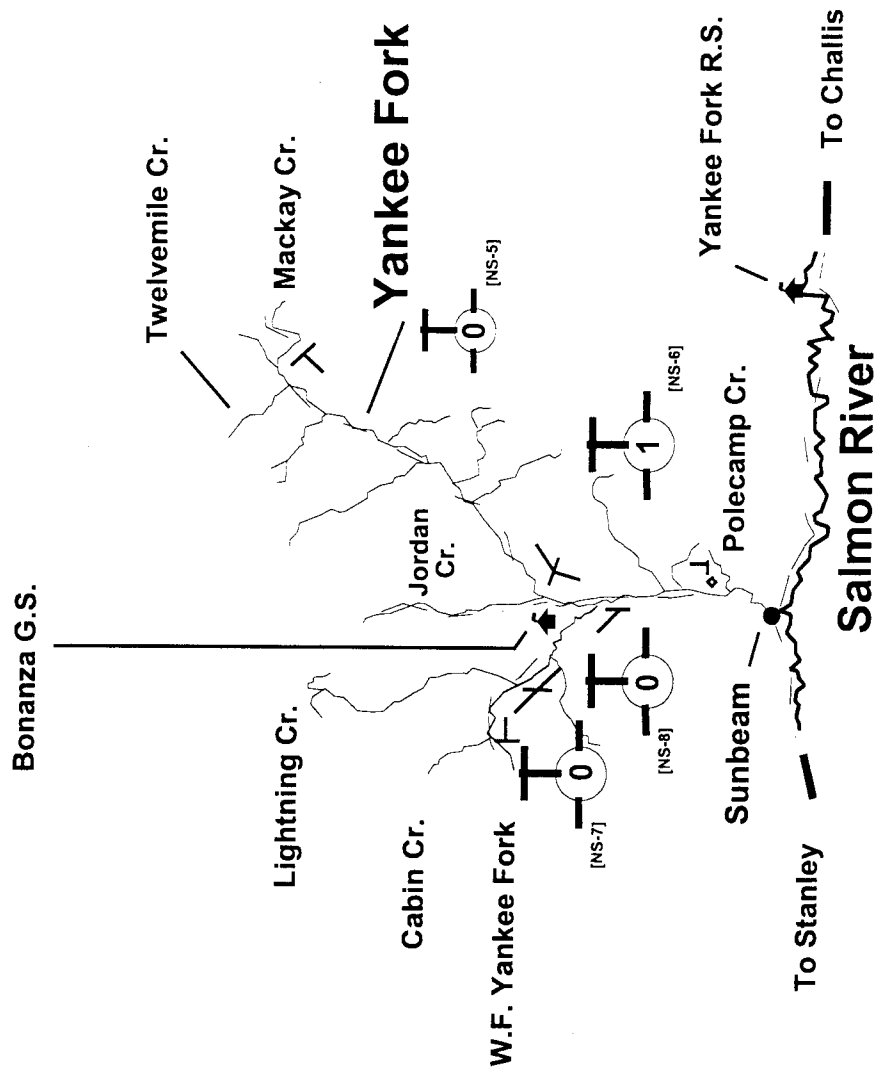 Bonanza G.S.
Lightning Cr.
Cabin Cr.
W.F. Yankee Fork
Jordan
Cr.
Twelvemile Cr.
Mackay Cr.
Yankee Fork
0
[NS-5]
1
[NS-6]
0
[NS-7]
0
[NS-8]
Polecamp Cr.
Yankee Fork R.S.
To Challis
Sunbeam
To Stanley
Salmon River